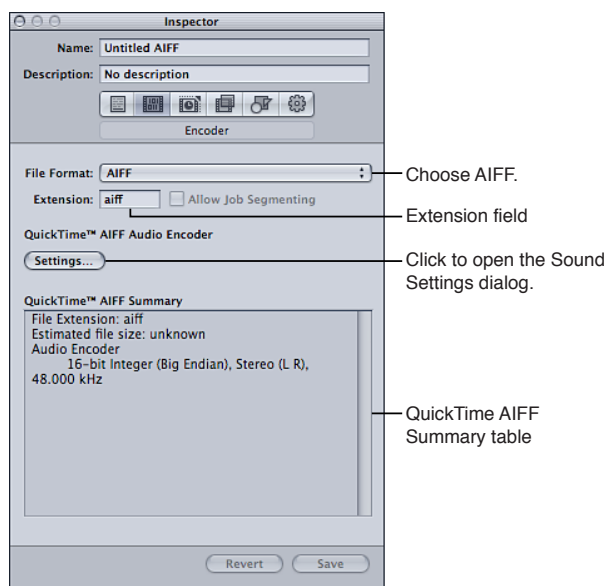 Inspector
Name: Untitled AIFF
Description: No description
Encoder
File Format: AIFF
Choose AIFF.
Extension: aiff Allow Job Segmenting
Extension field
QuickTime™ AIFF Audio Encoder
Settings...
Click to open the Sound
Settings dialog.
QuickTime™ AIFF Summary
File Extension: aiff
Estimated file size: unknown
Audio Encoder
16-bit Integer (Big Endian), Stereo (L R),
48.000 kHz
QuickTime AIFF
Summary table
Revert Save